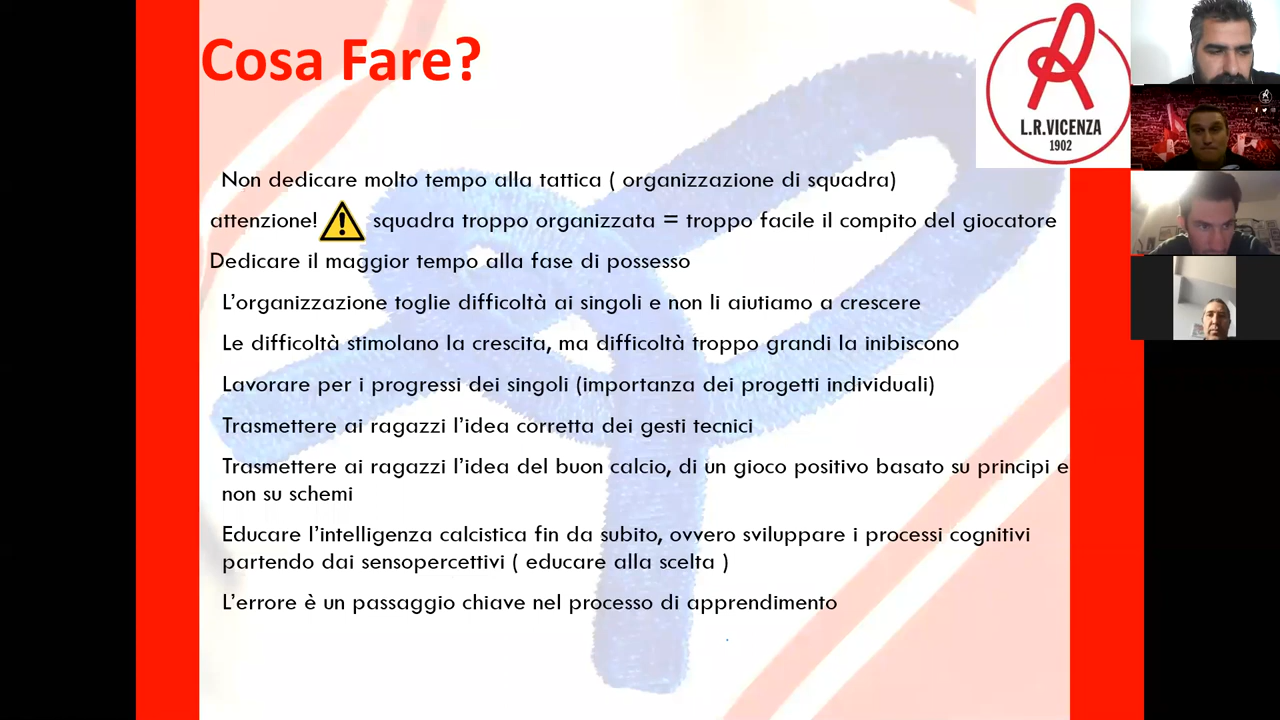 Cosa Fare?
L.R.VICENZA
1902
Non dedicare molto tempo alla tattica ( organizzazione di squadra)
attenzione! squadra troppo organizzata = troppo facile il compito del giocatore
Dedicare il maggior tempo alla fase di possesso
L'organizzazione toglie difficoltà ai singoli e non li aiutiamo a crescere
Le difficoltà stimolano la crescita, ma difficoltà troppo grandi la inibiscono
Lavorare per i progressi dei singoli (importanza dei progetti individuali)
Trasmettere ai ragazzi l'idea corretta dei gesti tecnici
Trasmettere ai ragazzi l'idea del buon calcio, di un gioco positivo basato su principi e
non su schemi
Educare l'intelligenza calcistica fin da subito, ovvero sviluppare i processi cognitivi
partendo dai sensopercettivi ( educare alla scelta )
L'errore è un passaggio chiave nel processo di apprendimento